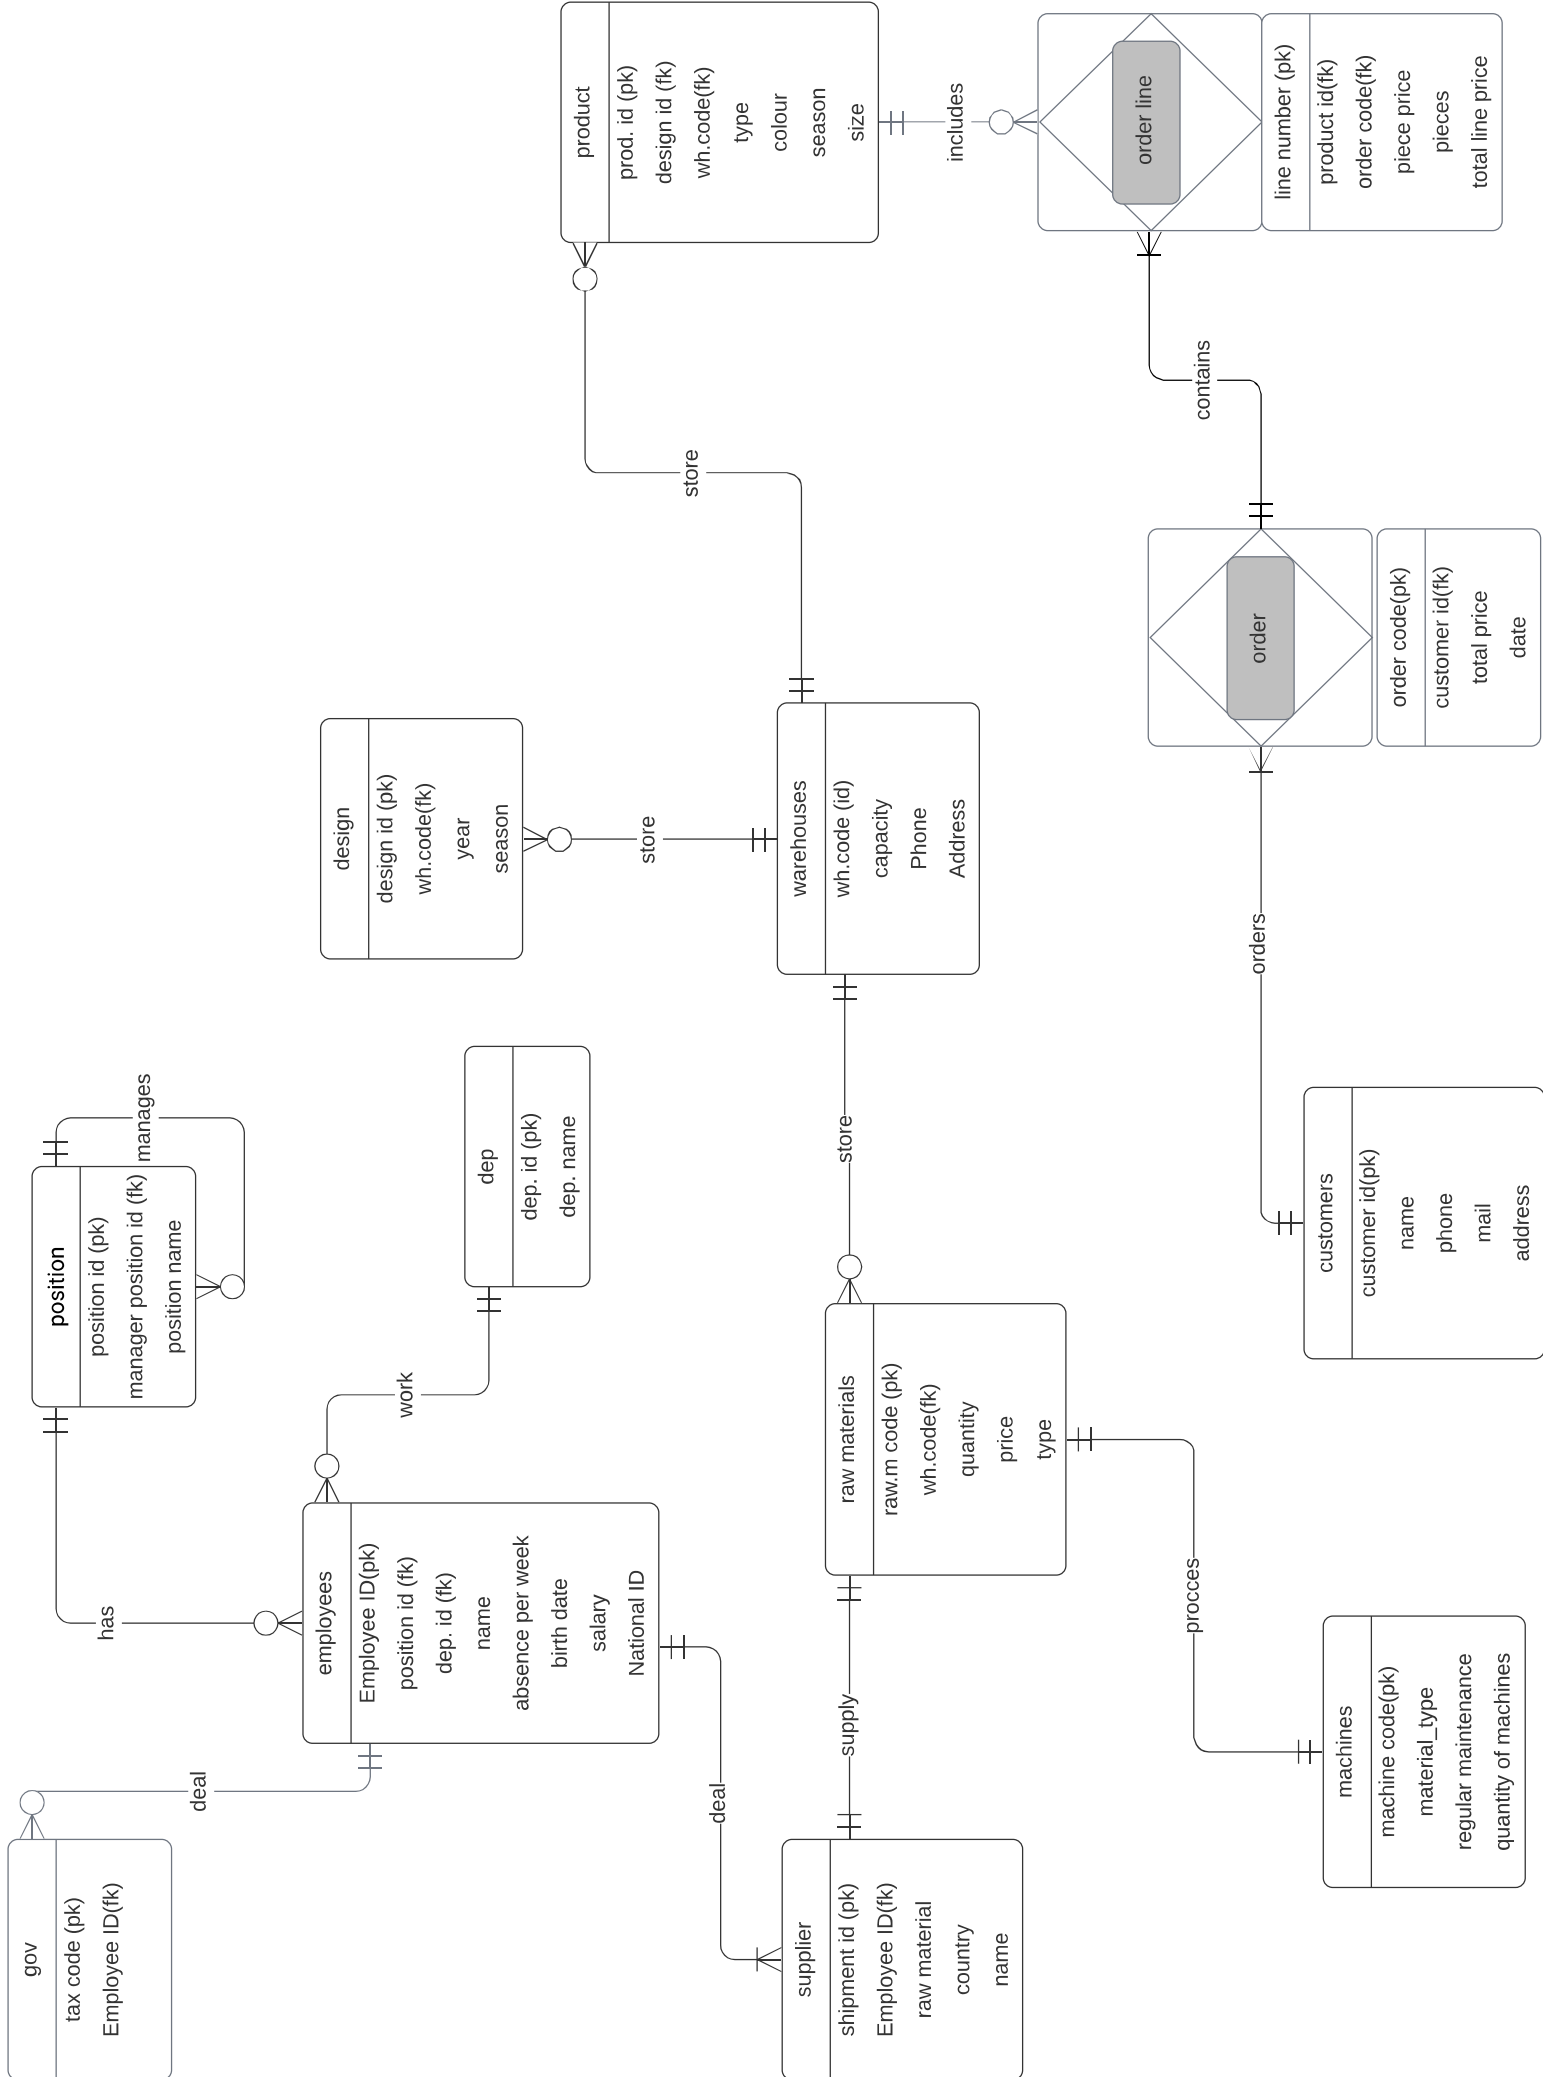 gov
tax code (pk)
Employee ID(fk)
deal
has
position
position id (pk)
manager position id (fk)
position name
manages
employees
Employee ID(pk)
position id (fk)
dep. id (fk)
name
absence per week
birth date
salary
National ID
work
dep
dep. id (pk)
dep. name
design
design id (pk)
wh.code(fk)
year
season
store
product
prod. id (pk)
design id (fk)
wh.code(fk)
type
colour
season
size
store
deal
supplier
shipment id (pk)
Employee ID(fk)
raw material
country
name
supply
raw materials
raw.m code (pk)
wh.code(fk)
quantity
price
type
store
warehouses
wh.code (id)
capacity
Phone
Address
includes
order line
line number (pk)
product id(fk)
order code(fk)
piece price
pieces
total line price
contains
order
order code(pk)
customer id(fk)
total price
date
orders
customers
customer id(pk)
name
phone
mail
address
procces
machines
machine code(pk)
material_type
regular maintenance
quantity of machines